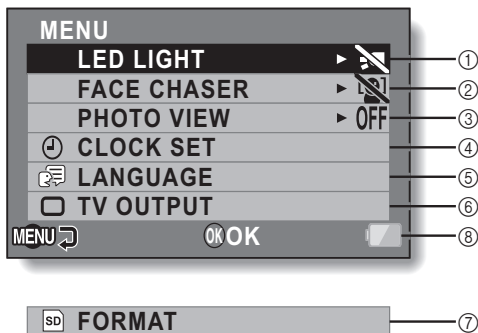 MENU
LED LIGHT ①
FACE CHASER ②
PHOTO VIEW OFF ③
CLOCK SET ④
LANGUAGE ⑤
TV OUTPUT ⑥
MENU OK OK ⑧
SD FORMAT ⑦